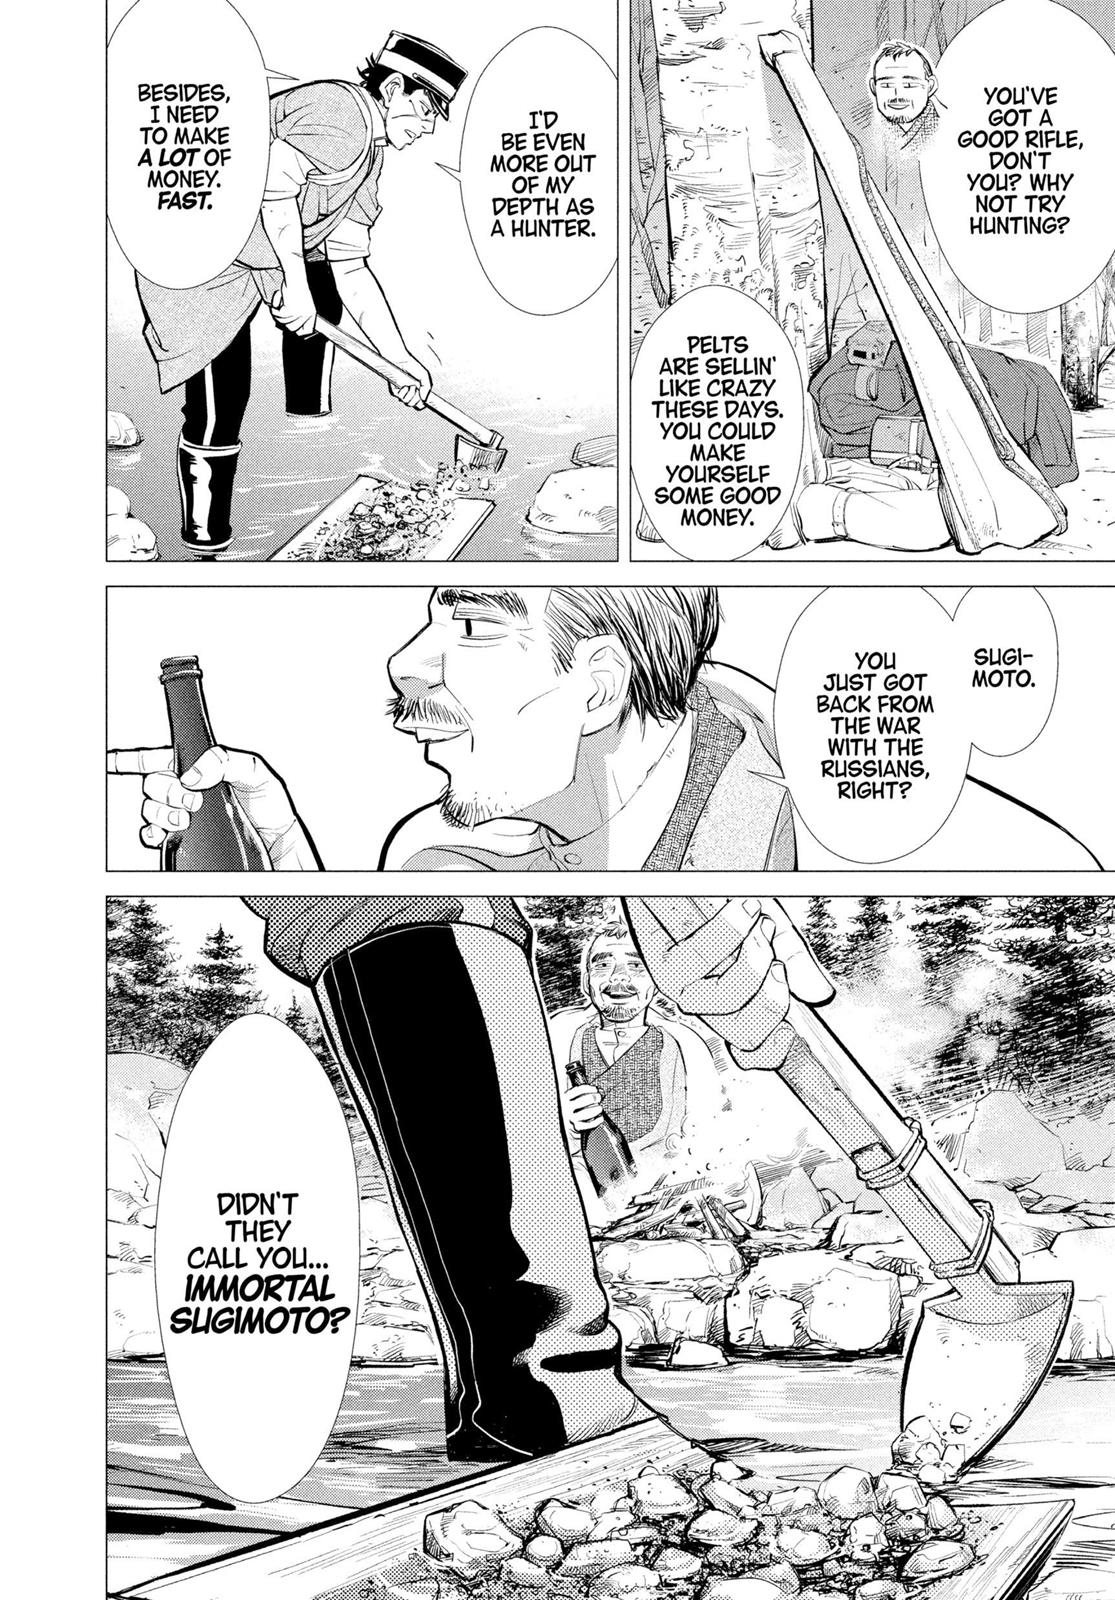 YOU'VE
GOT A
GOOD RIFLE,
DON'T
YOU? WHY
NOT TRY
HUNTING?
PELTS
ARE SELLIN'
LIKE CRAZY
THESE DAYS.
YOU COULD
MAKE
YOURSELF
SOME GOOD
MONEY.
I'D
BE EVEN
MORE OUT
OF MY
DEPTH AS
A HUNTER.
BESIDES,
I NEED
TO MAKE
A LOT OF
MONEY.
FAST.
SUGI-
MOTO.
YOU
JUST GOT
BACK FROM
THE WAR
WITH THE
RUSSIANS,
RIGHT?
DIDN'T
THEY
CALL YOU...
IMMORTAL
SUGIMOTO?